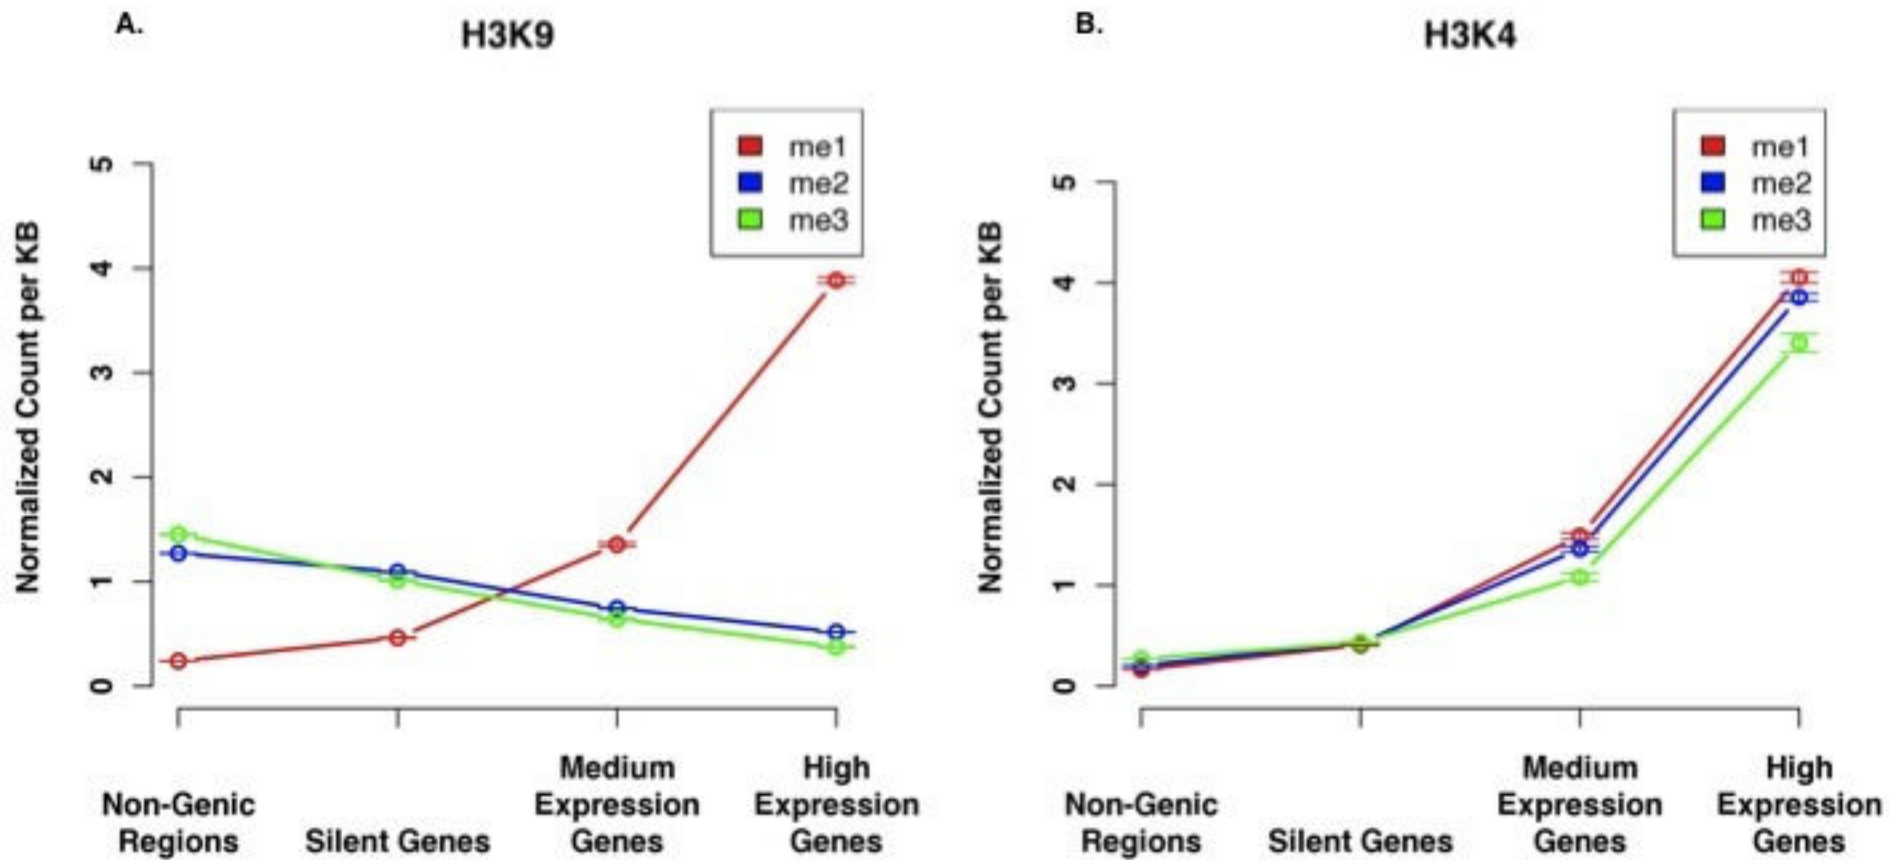 A.
H3K9
me1
me2
me3
Normalized Count per KB
5
4
3
2
1
0
Non-Genic
Regions
Silent Genes
Medium
Expression
Genes
High
Expression
Genes
B.
H3K4
me1
me2
me3
Normalized Count per KB
5
4
3
2
1
0
Non-Genic
Regions
Silent Genes
Medium
Expression
Genes
High
Expression
Genes